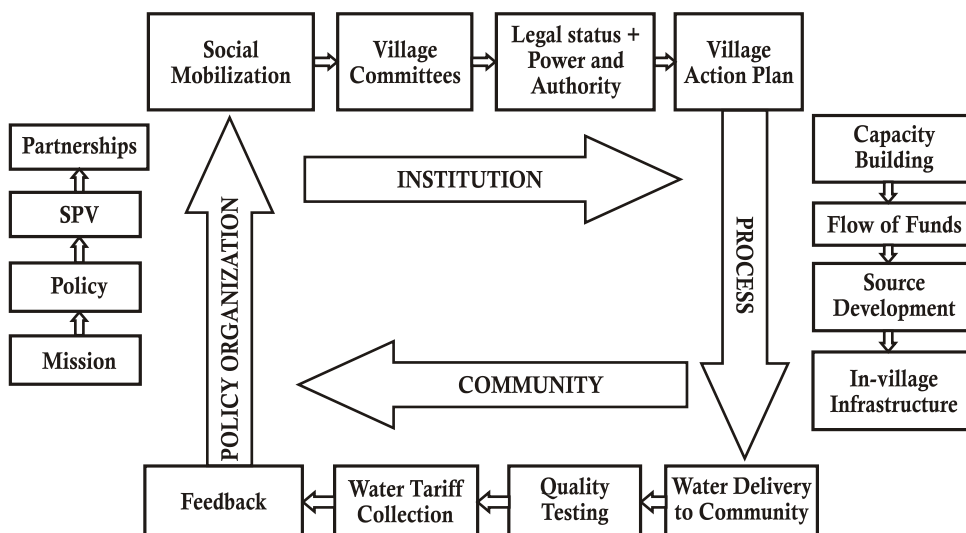 Social
Mobilization
Village
Committees
Legal status +
Power and
Authority
Village
Action Plan
Partnerships
SPV
Policy
Mission
POLICY ORGANIZATION
INSTITUTION
PROCESS
COMMUNITY
Capacity
Building
Flow of Funds
Source
Development
In-village
Infrastructure
Feedback
Water Tariff
Collection
Quality
Testing
Water Delivery
to Community